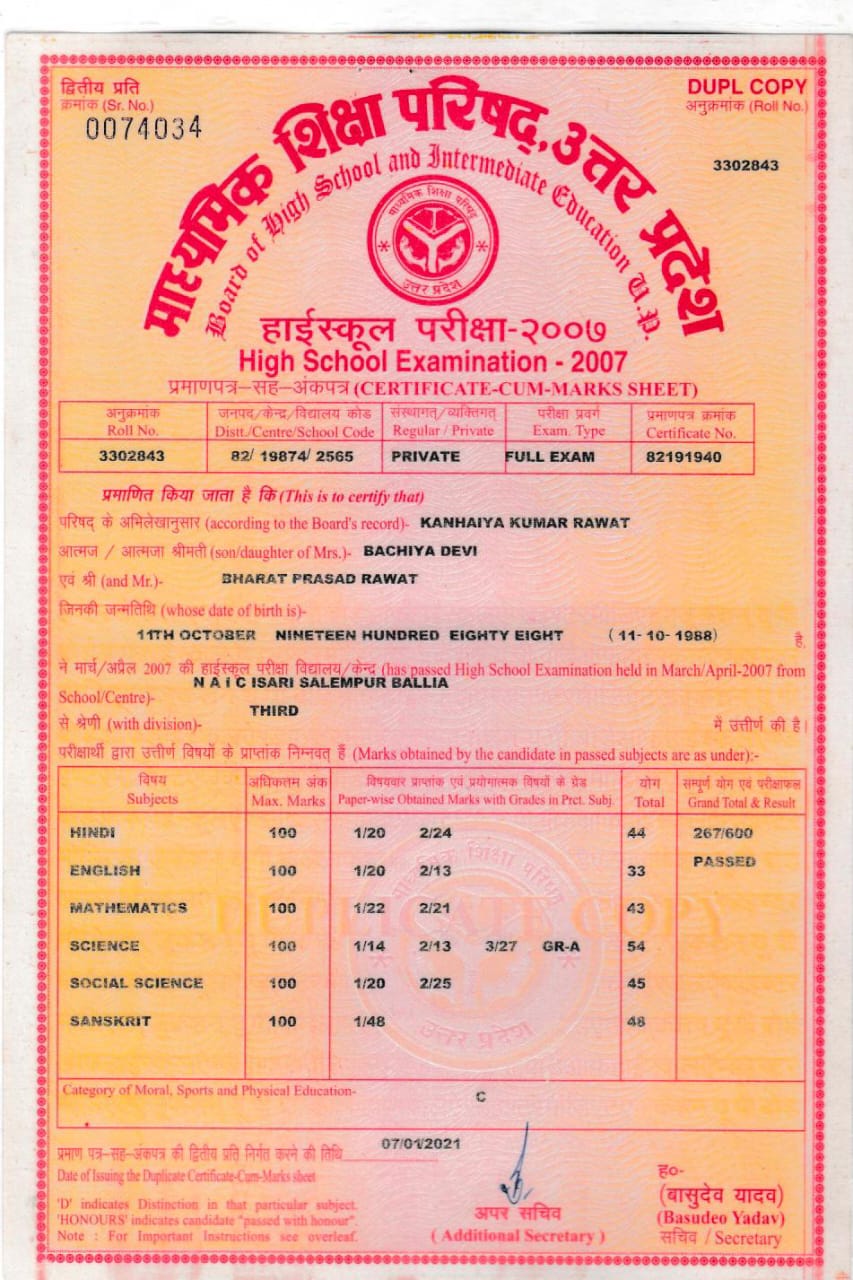 द्वितीय प्रति
DUPL COPY
क्रमांक (Sr. No.)
अनुक्रमांक (Roll No.)
0074034
3302843
माध्यमिक शिक्षा परिषद्, उत्तर प्रदेश
Board of High School and Intermediate Education U.P.
माध्यमिक शिक्षा परिषद
उत्तर प्रदेश
हाईस्कूल परीक्षा-२००७
High School Examination - 2007
प्रमाणपत्र–सह–अंकपत्र (CERTIFICATE-CUM-MARKS SHEET)
अनुक्रमांक जनपद/केन्द्र/विद्यालय कोड संस्थागत्/व्यक्तिगत् परीक्षा प्रवर्ग प्रमाणपत्र क्रमांक
Roll No. Distt./Centre/School Code Regular / Private Exam. Type Certificate No.
3302843 82/ 19874/ 2565 PRIVATE FULL EXAM 82191940
प्रमाणित किया जाता है कि (This is to certify that)
परिषद् के अभिलेखानुसार (according to the Board's record)- KANHAIYA KUMAR RAWAT
आत्मज / आत्मजा श्रीमती (son/daughter of Mrs.)- BACHIYA DEVI
एवं श्री (and Mr.)- BHARAT PRASAD RAWAT
जिनकी जन्मतिथि (whose date of birth is)-
11TH OCTOBER NINETEEN HUNDRED EIGHTY EIGHT (11-10-1988) है,
ने मार्च/अप्रैल 2007 की हाईस्कूल परीक्षा विद्यालय/केन्द्र (has passed High School Examination held in March/April-2007 from
N A I C ISARI SALEMPUR BALLIA
School/Centre)-
THIRD
से श्रेणी (with division)- में उत्तीर्ण की है।
परीक्षार्थी द्वारा उत्तीर्ण विषयों के प्राप्तांक निम्नवत् हैं (Marks obtained by the candidate in passed subjects are as under):-
विषय अधिकतम अंक विषयवार प्राप्तांक एवं प्रयोगात्मक विषयों के ग्रेड योग सम्पूर्ण योग एवं परीक्षाफल
Subjects Max. Marks Paper-wise Obtained Marks with Grades in Prct. Subj. Total Grand Total & Result
HINDI 100 1/20 2/24 44 267/600
PASSED
ENGLISH 100 1/20 2/13 33
MATHEMATICS 100 1/22 2/21 43
DUPLICATE COPY
SCIENCE 100 1/14 2/13 3/27 GR-A 54
SOCIAL SCIENCE 100 1/20 2/25 45
SANSKRIT 100 1/48 48
माध्यमिक शिक्षा परिषद
उत्तर प्रदेश
Category of Moral, Sports and Physical Education- C
प्रमाण पत्र–सह–अंकपत्र की द्वितीय प्रति निर्गत करने की तिथि 07/01/2021
Date of Issuing the Duplicate Certificate-Cum-Marks sheet
'D' indicates Distinction in that particular subject.
'HONOURS' indicates candidate "passed with honour".
Note : For Important Instructions see overleaf.
अपर सचिव
( Additional Secretary )
ह०-
(बासुदेव यादव)
(Basudeo Yadav)
सचिव / Secretary